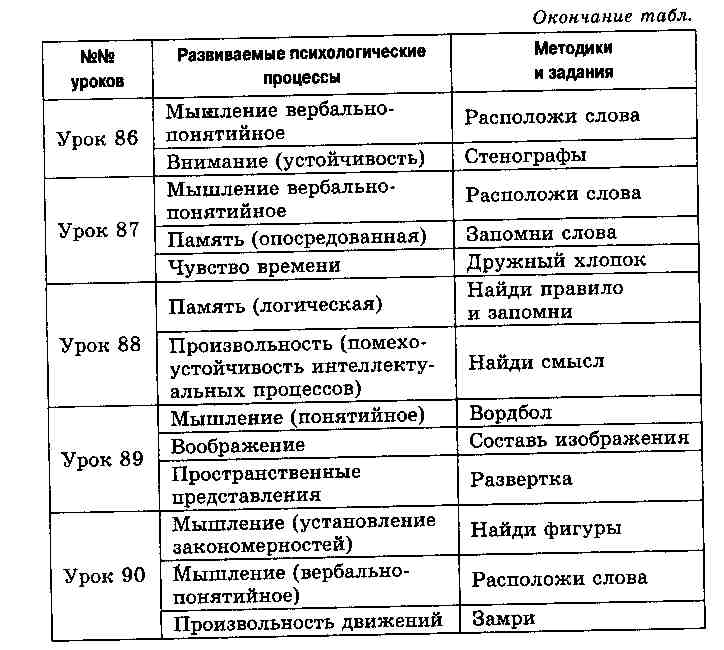 Окончание табл.
№№ уроков
Развиваемые психологические процессы
Методики и задания
Урок 86
Мышление вербально-
понятийное
Расположи слова
Внимание (устойчивость)
Стенографы
Урок 87
Мышление вербально-
понятийное
Расположи слова
Память (опосредованная)
Запомни слова
Чувство времени
Дружный хлопок
Урок 88
Память (логическая)
Найди правило
и запомни
Произвольность (помехо-
устойчивость интеллекту-
альных процессов)
Найди смысл
Урок 89
Мышление (понятийное)
Вордбол
Воображение
Составь изображения
Пространственные
представления
Развертка
Урок 90
Мышление (установление
закономерностей)
Найди фигуры
Мышление (вербально-
понятийное)
Расположи слова
Произвольность движений
Замри